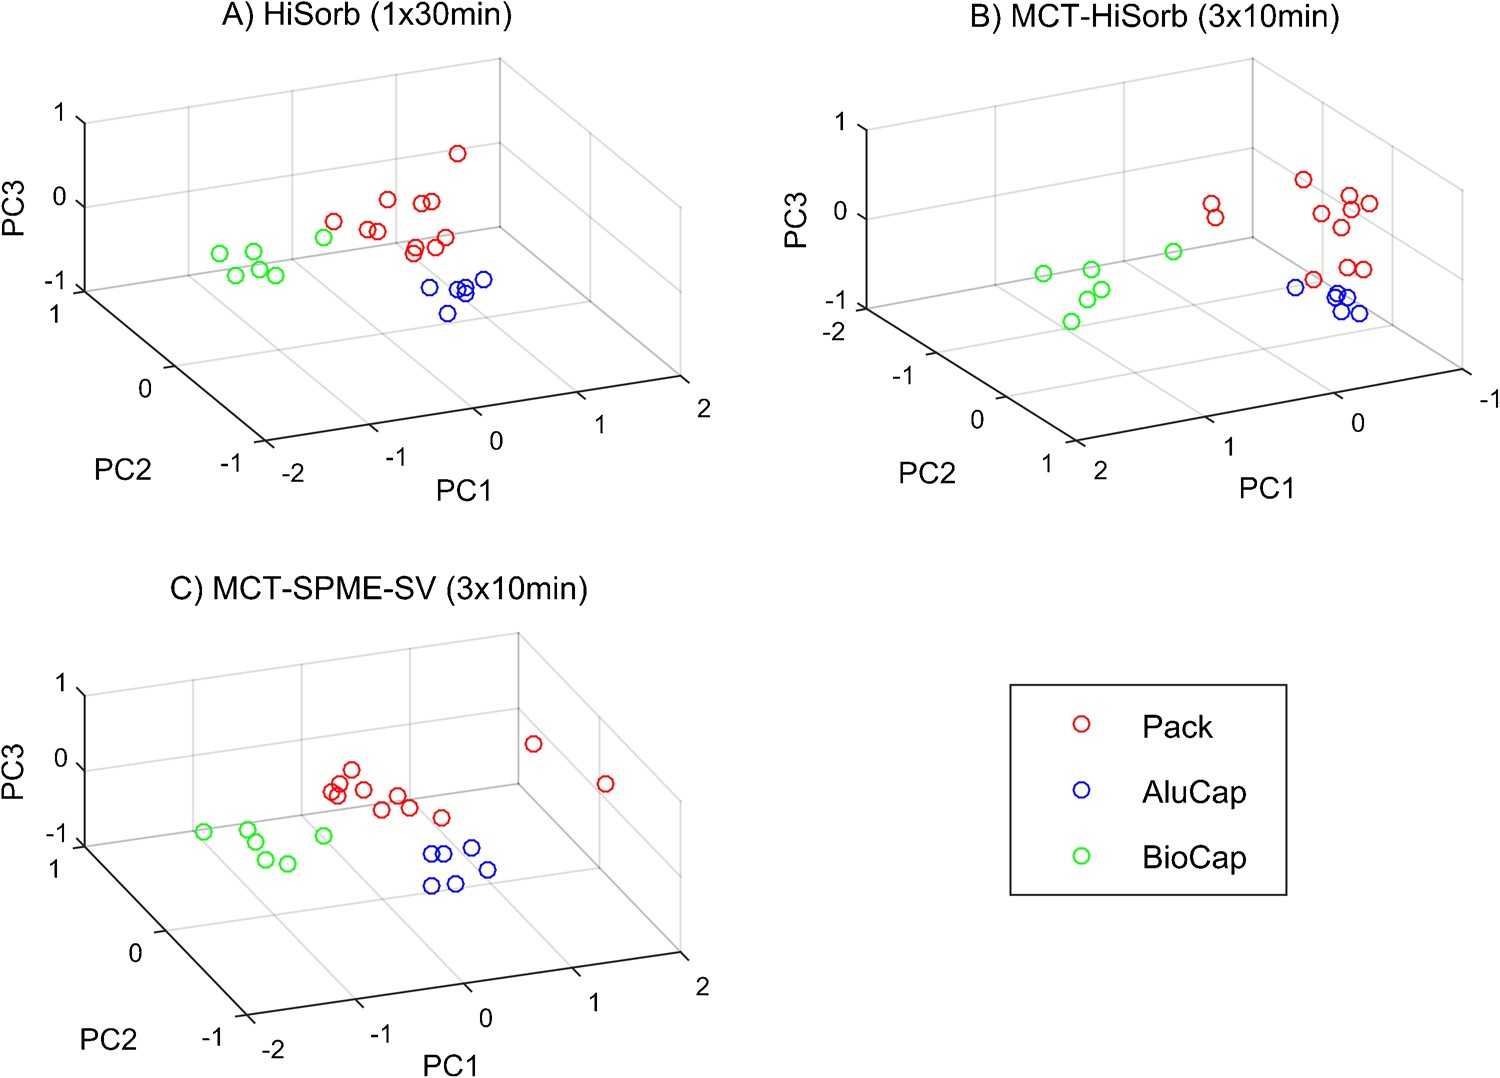 A) HiSorb (1x30min)
1
0
-1
PC3
1
0
-1
PC2
-2
-1
0
1
2
PC1
B) MCT-HiSorb (3x10min)
1
0
-1
PC3
-2
-1
0
1
PC2
2
1
0
-1
PC1
C) MCT-SPME-SV (3x10min)
1
0
-1
PC3
1
0
-1
PC2
-2
-1
0
1
2
PC1
Pack
AluCap
BioCap